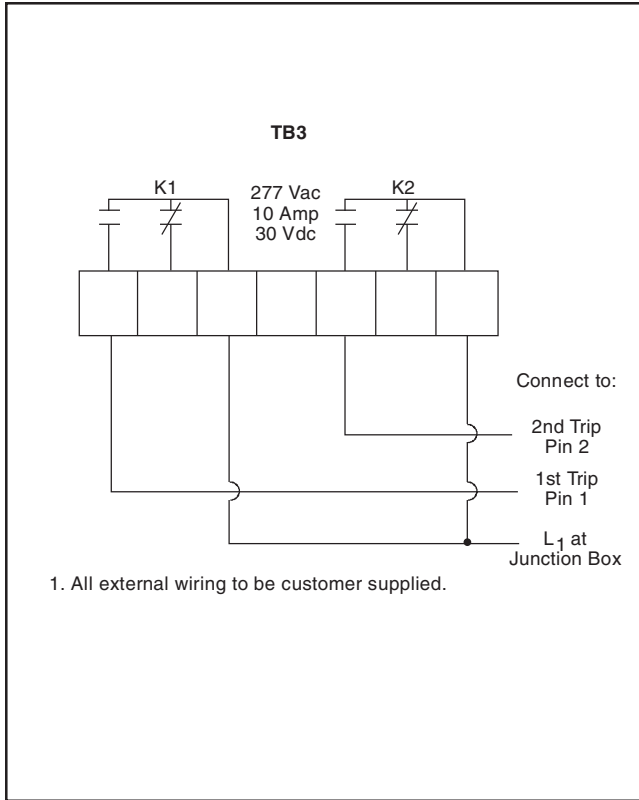 TB3
K1
277 Vac
10 Amp
30 Vdc
K2
Connect to:
2nd Trip
Pin 2
1st Trip
Pin 1
L1 at
Junction Box
1. All external wiring to be customer supplied.